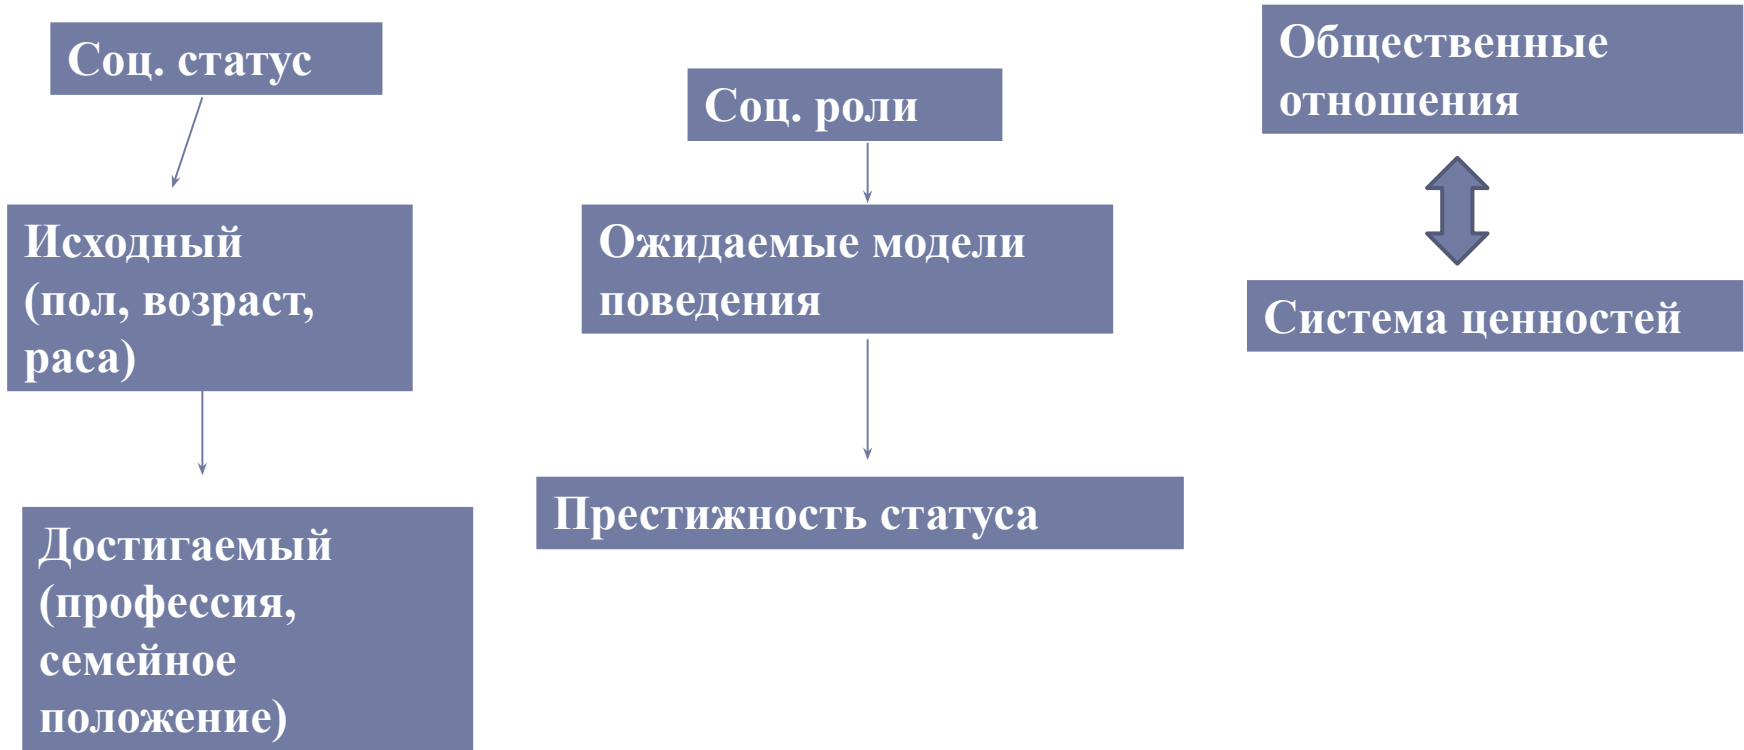 Соц. статус
Исходный
(пол, возраст,
раса)
Достигаемый
(профессия,
семейное
положение)
Соц. роли
Ожидаемые модели
поведения
Престижность статуса
Общественные
отношения
Система ценностей